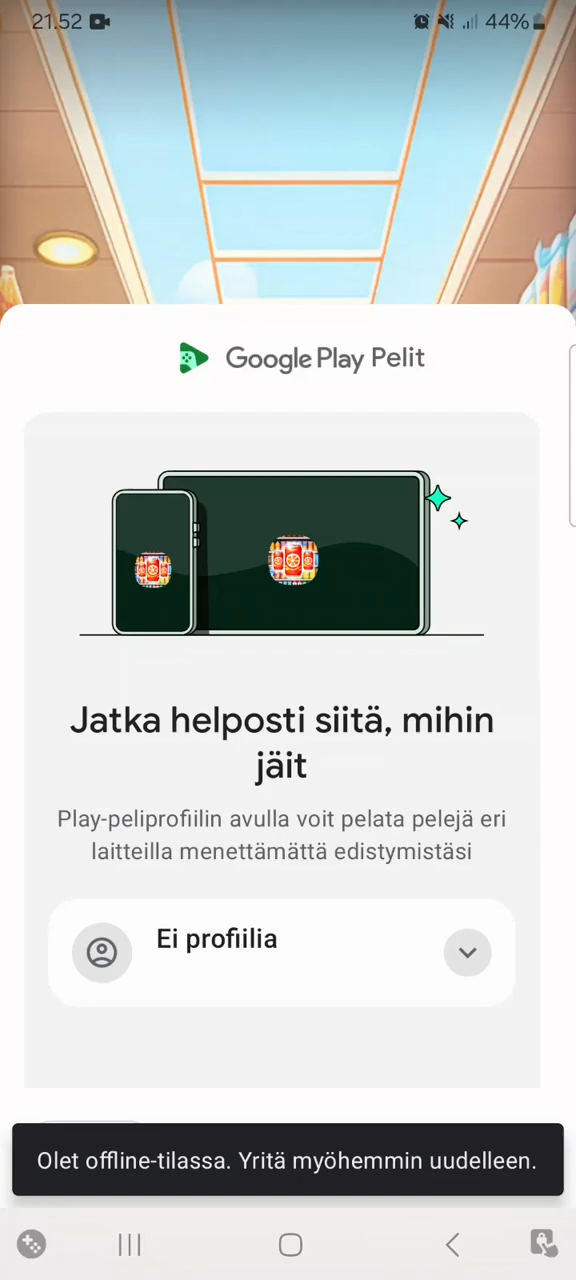 21.52
44%
Google Play Pelit
Jatka helposti siitä, mihin
jäit
Play-peliprofiilin avulla voit pelata pelejä eri
laitteilla menettämättä edistymistäsi
Ei profiilia
Olet offline-tilassa. Yritä myöhemmin uudelleen.